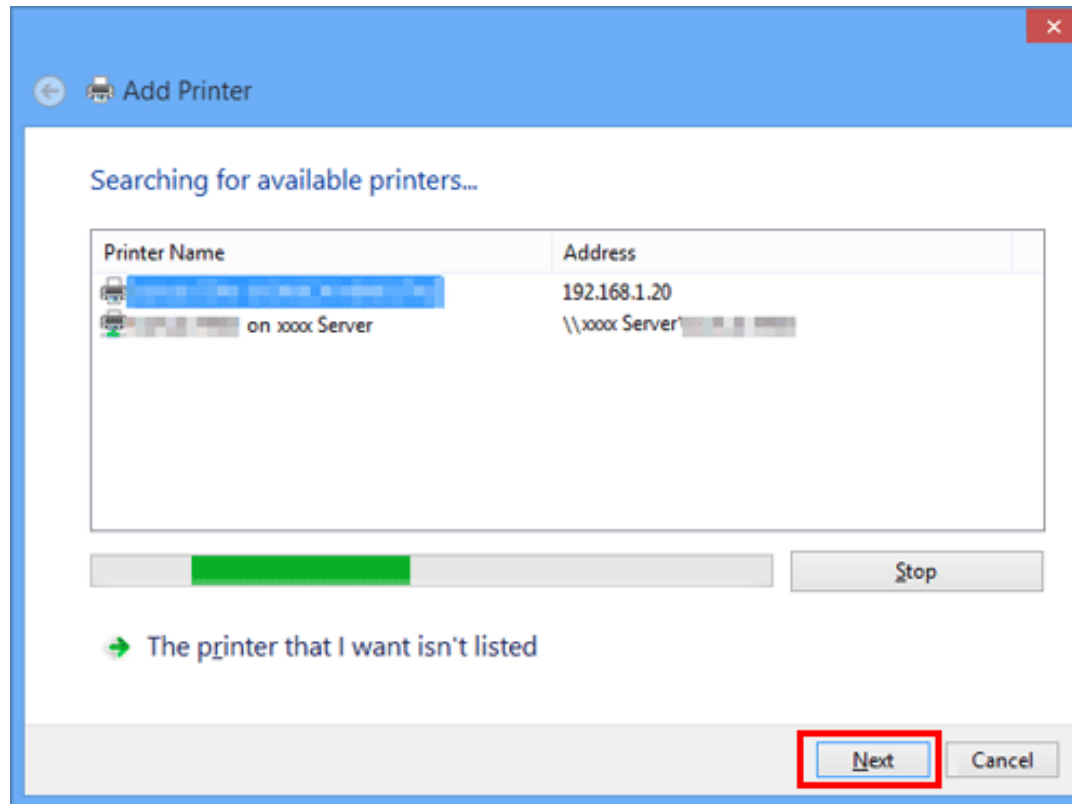 Add Printer
Searching for available printers...
Printer Name Address
192.168.1.20
on xxxx Server \\xxxx Server\
Stop
The printer that I want isn't listed
Next Cancel